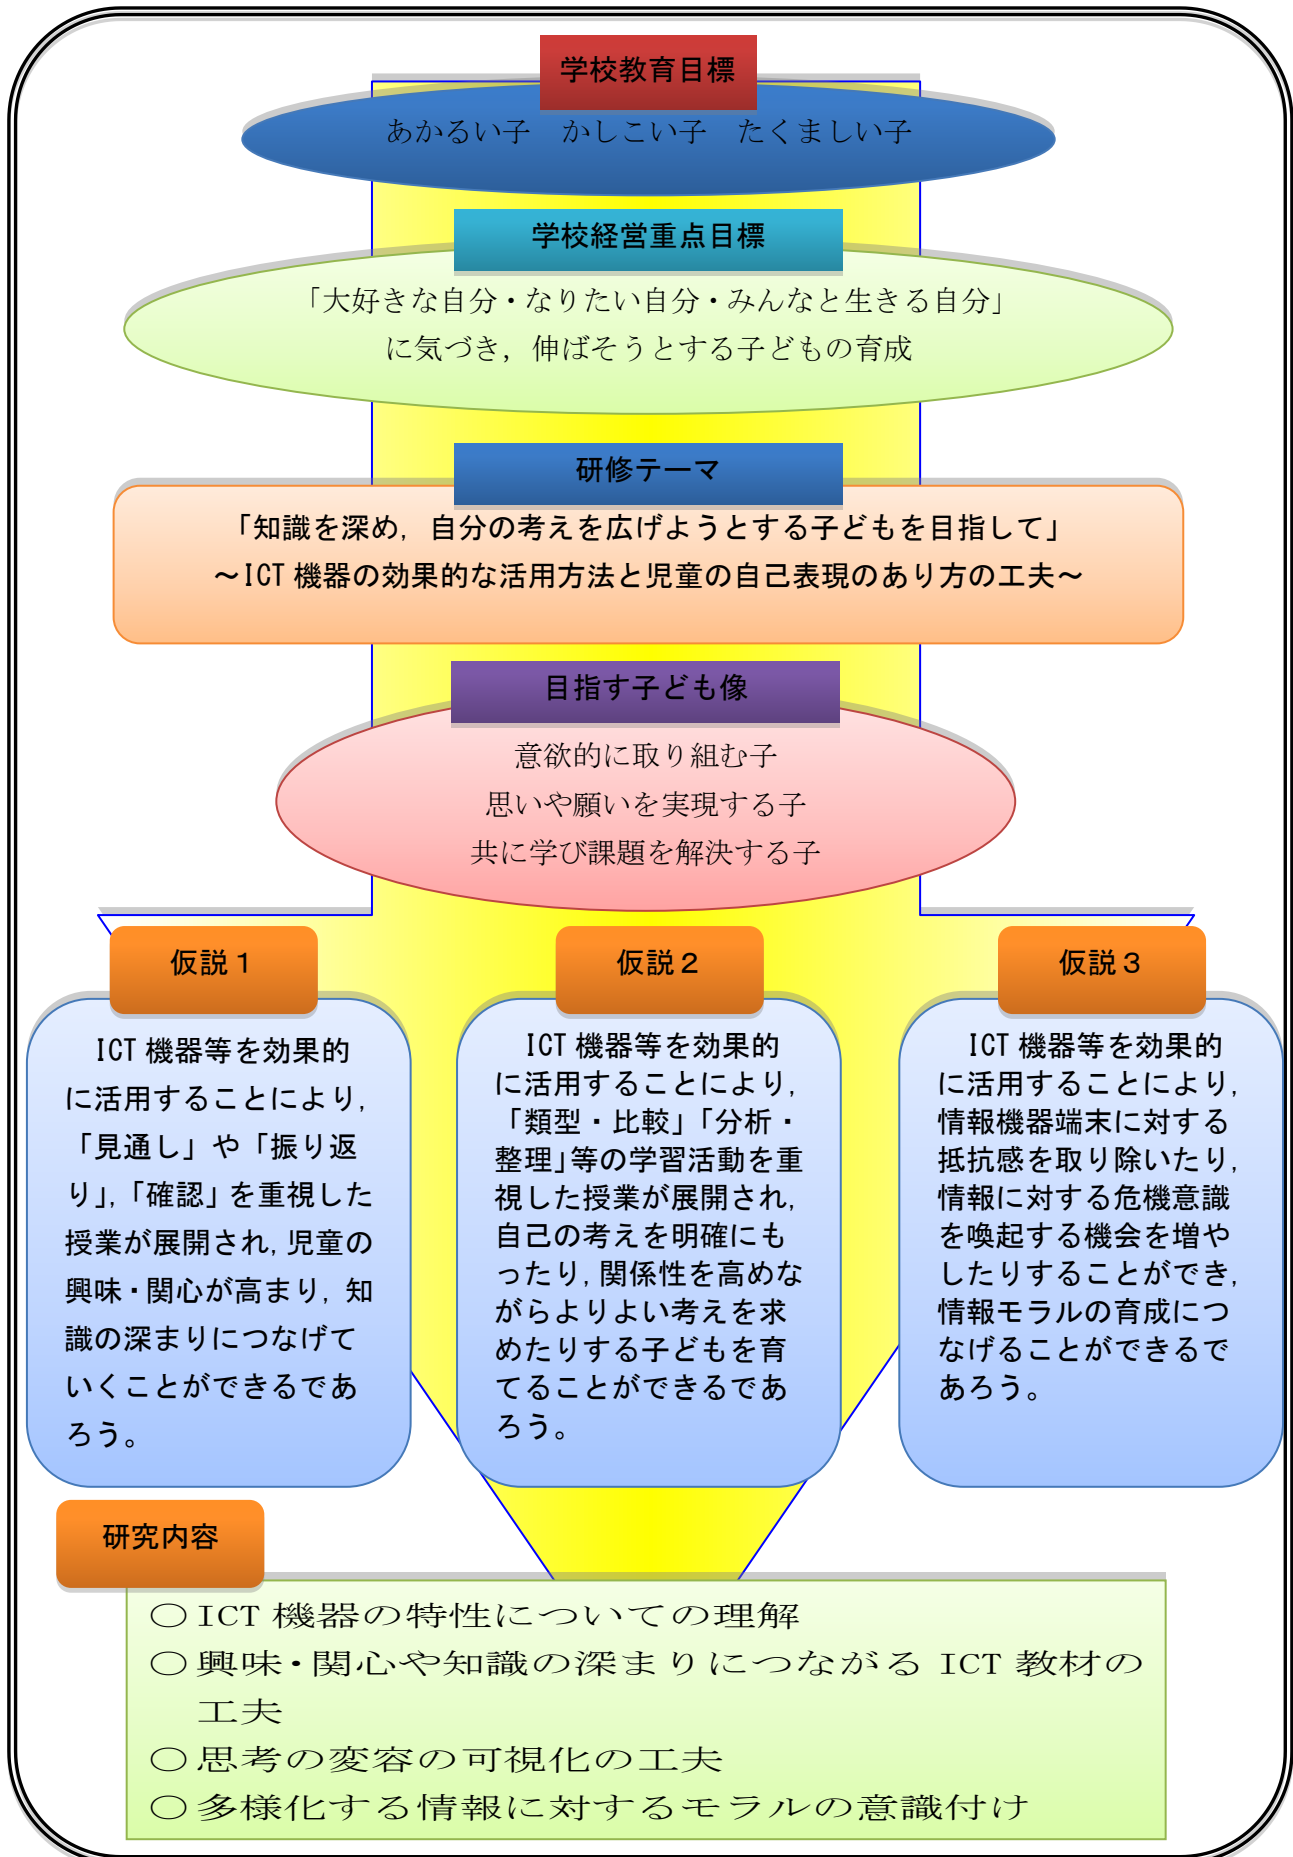 学校教育目標
あかるい子　かしこい子　たくましい子
学校経営重点目標
「大好きな自分・なりたい自分・みんなと生きる自分」
に気づき，伸ばそうとする子どもの育成
研修テーマ
「知識を深め，自分の考えを広げようとする子どもを目指して」
～ICT 機器の効果的な活用方法と児童の自己表現のあり方の工夫～
目指す子ども像
意欲的に取り組む子
思いや願いを実現する子
共に学び課題を解決する子
仮説１
ICT 機器等を効果的
に活用することにより，
「見通し」や「振り返
り」，「確認」を重視した
授業が展開され，児童の
興味・関心が高まり，知
識の深まりにつなげて
いくことができるであ
ろう。
仮説２
ICT 機器等を効果的
に活用することにより，
「類型・比較」「分析・
整理」等の学習活動を重
視した授業が展開され，
自己の考えを明確にも
ったり，関係性を高めな
がらよりよい考えを求
めたりする子どもを育
てることができるであ
ろう。
仮説３
ICT 機器等を効果的
に活用することにより，
情報機器端末に対する
抵抗感を取り除いたり，
情報に対する危機意識
を喚起する機会を増や
したりすることができ，
情報モラルの育成につ
なげることができるで
あろう。
研究内容
○ICT 機器の特性についての理解
○興味・関心や知識の深まりにつながる ICT 教材の
工夫
○思考の変容の可視化の工夫
○多様化する情報に対するモラルの意識付け